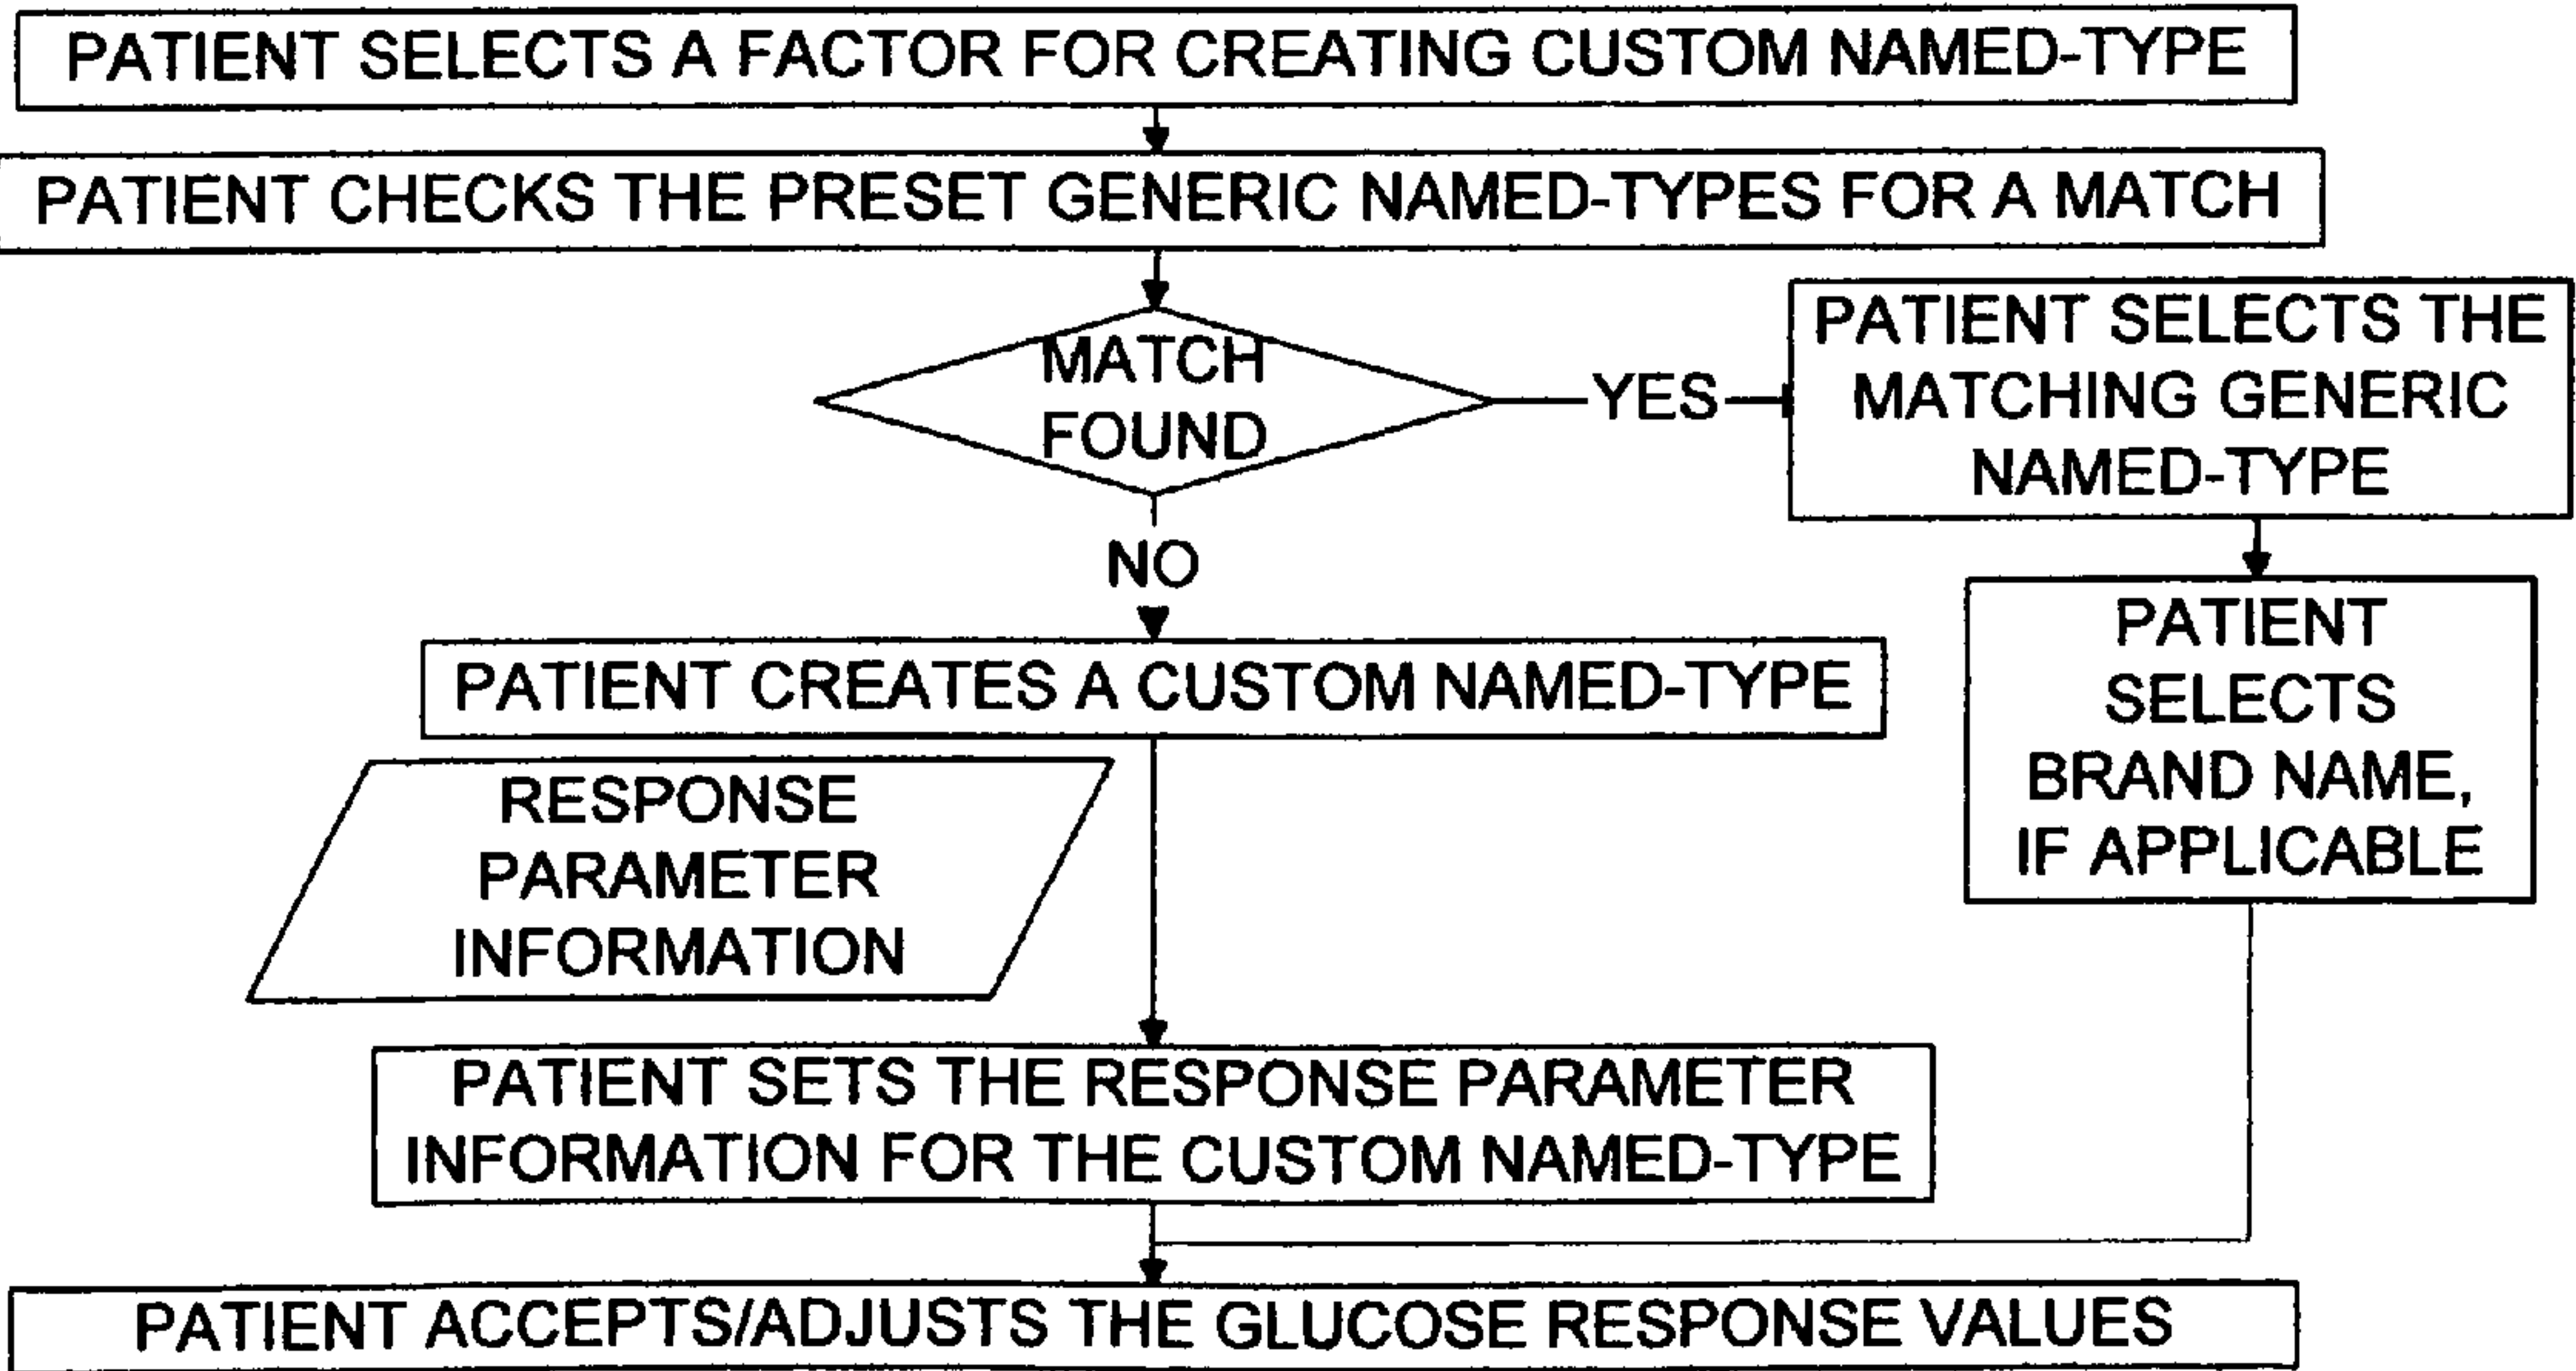 PATIENT SELECTS A FACTOR FOR CREATING CUSTOM NAMED-TYPE
PATIENT CHECKS THE PRESET GENERIC NAMED-TYPES FOR A MATCH
MATCH
FOUND
YES
PATIENT SELECTS THE
MATCHING GENERIC
NAMED-TYPE
NO
PATIENT
SELECTS
BRAND NAME,
IF APPLICABLE
PATIENT CREATES A CUSTOM NAMED-TYPE
RESPONSE
PARAMETER
INFORMATION
PATIENT SETS THE RESPONSE PARAMETER
INFORMATION FOR THE CUSTOM NAMED-TYPE
PATIENT ACCEPTS/ADJUSTS THE GLUCOSE RESPONSE VALUES